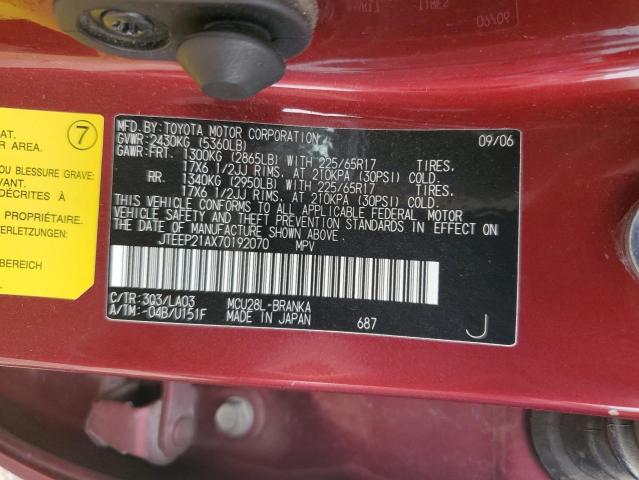 09/06
7
AT.
R AREA.
OU BLESSURE GRAVE:
VANT.
DÉCRITES À
PROPRIÉTAIRE.
VERLETZUNGEN:
BEREICH
MFD.BY: TOYOTA MOTOR CORPORATION 09/06
GVWR: 2430KG (5360LB)
GAWR: FRT. 1300KG (2865LB) WITH 225/65R17 TIRES,
17X6 1/2JJ RIMS, AT 210KPA (30PSI) COLD.
RR. 1340KG (2950LB) WITH 225/65R17 TIRES,
17X6 1/2JJ RIMS, AT 210KPA (30PSI) COLD.
THIS VEHICLE CONFORMS TO ALL APPLICABLE FEDERAL MOTOR
VEHICLE SAFETY AND THEFT PREVENTION STANDARDS IN EFFECT ON
THE DATE OF MANUFACTURE SHOWN ABOVE.
JTEEP21AX70192070 MPV
C/TR: 3Q3/LA03 MCU28L-BRANKA
A/TM: -04B/U151F MADE IN JAPAN 687 J